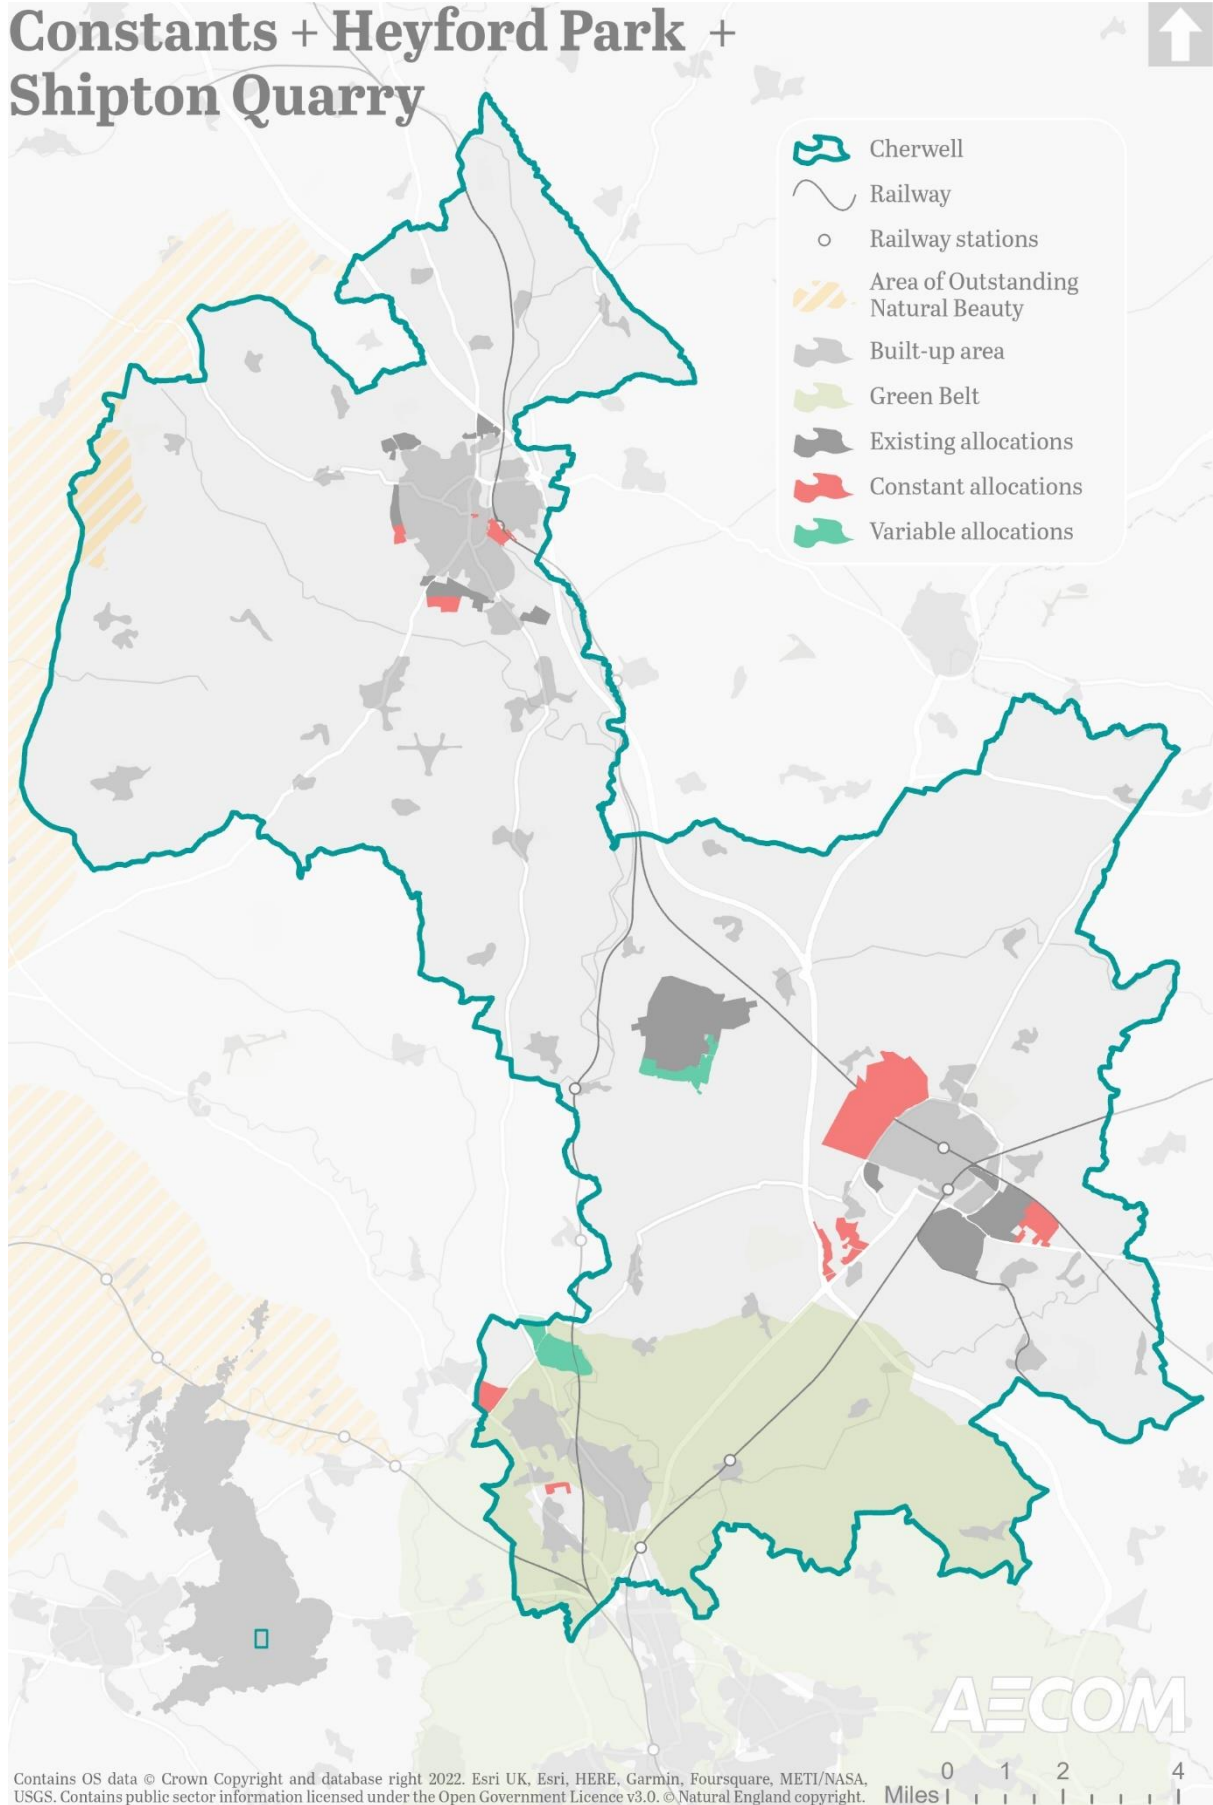 Constants + Heyford Park +
Shipton Quarry
Cherwell
Railway
Railway stations
Area of Outstanding
Natural Beauty
Built-up area
Green Belt
Existing allocations
Constant allocations
Variable allocations
AECOM
0 1 2 4
Miles
Contains OS data © Crown Copyright and database right 2022. Esri UK, Esri, HERE, Garmin, Foursquare, METI/NASA,
USGS. Contains public sector information licensed under the Open Government Licence v3.0. © Natural England copyright.